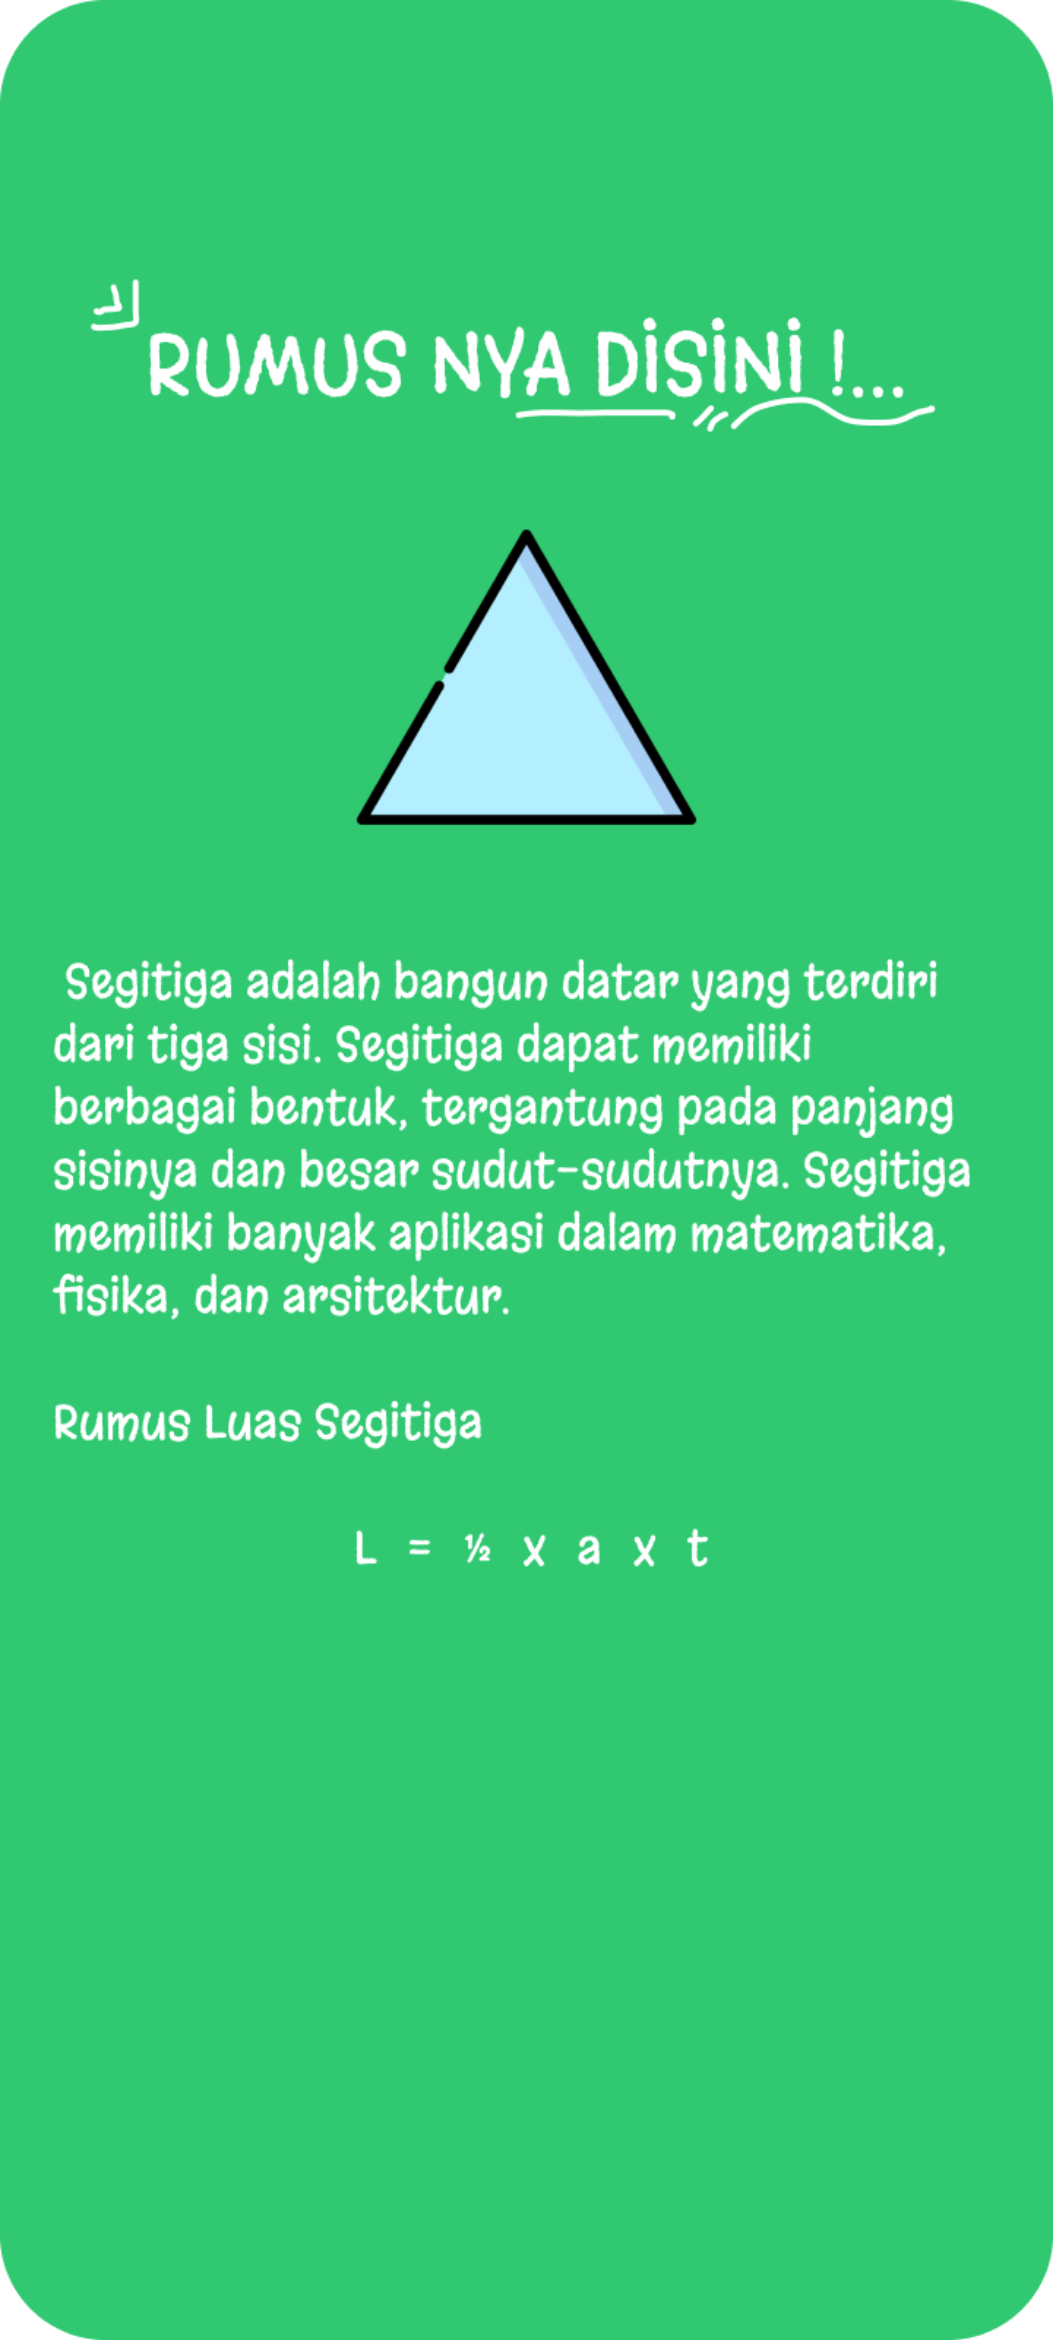 RUMUS NYA DISINI !...
Segitiga adalah bangun datar yang terdiri
dari tiga sisi. Segitiga dapat memiliki
berbagai bentuk, tergantung pada panjang
sisinya dan besar sudut-sudutnya. Segitiga
memiliki banyak aplikasi dalam matematika,
fisika, dan arsitektur.
Rumus Luas Segitiga
L = ½ x a x t